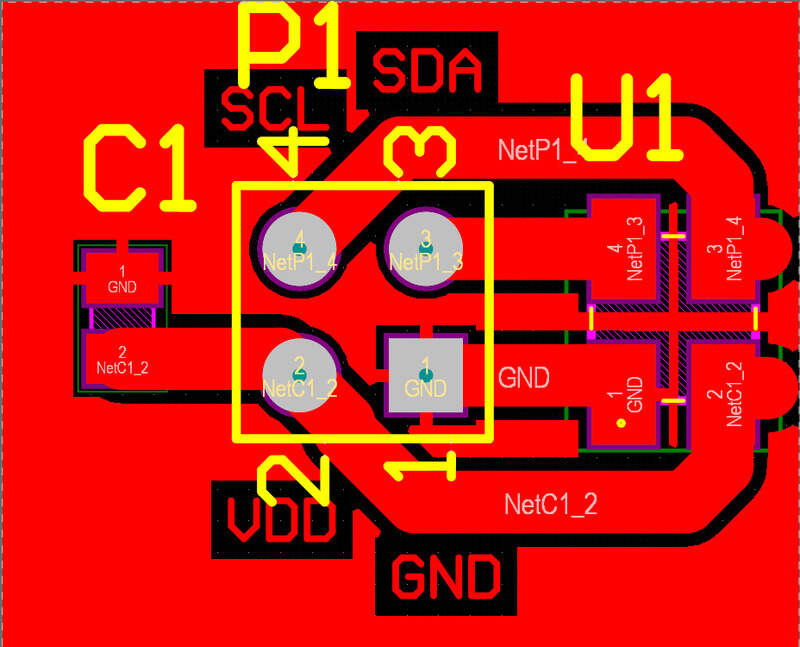 P1
SDA
SCL
U1
C1
4
3
NetP1_
4
NetP1_4
3
NetP1_3
4
NetP1_3
3
NetP1_4
1
GND
2
NetC1_2
2
NetC1_2
1
GND
GND
1
GND
2
NetC1_2
2
1
NetC1_2
VDD
GND